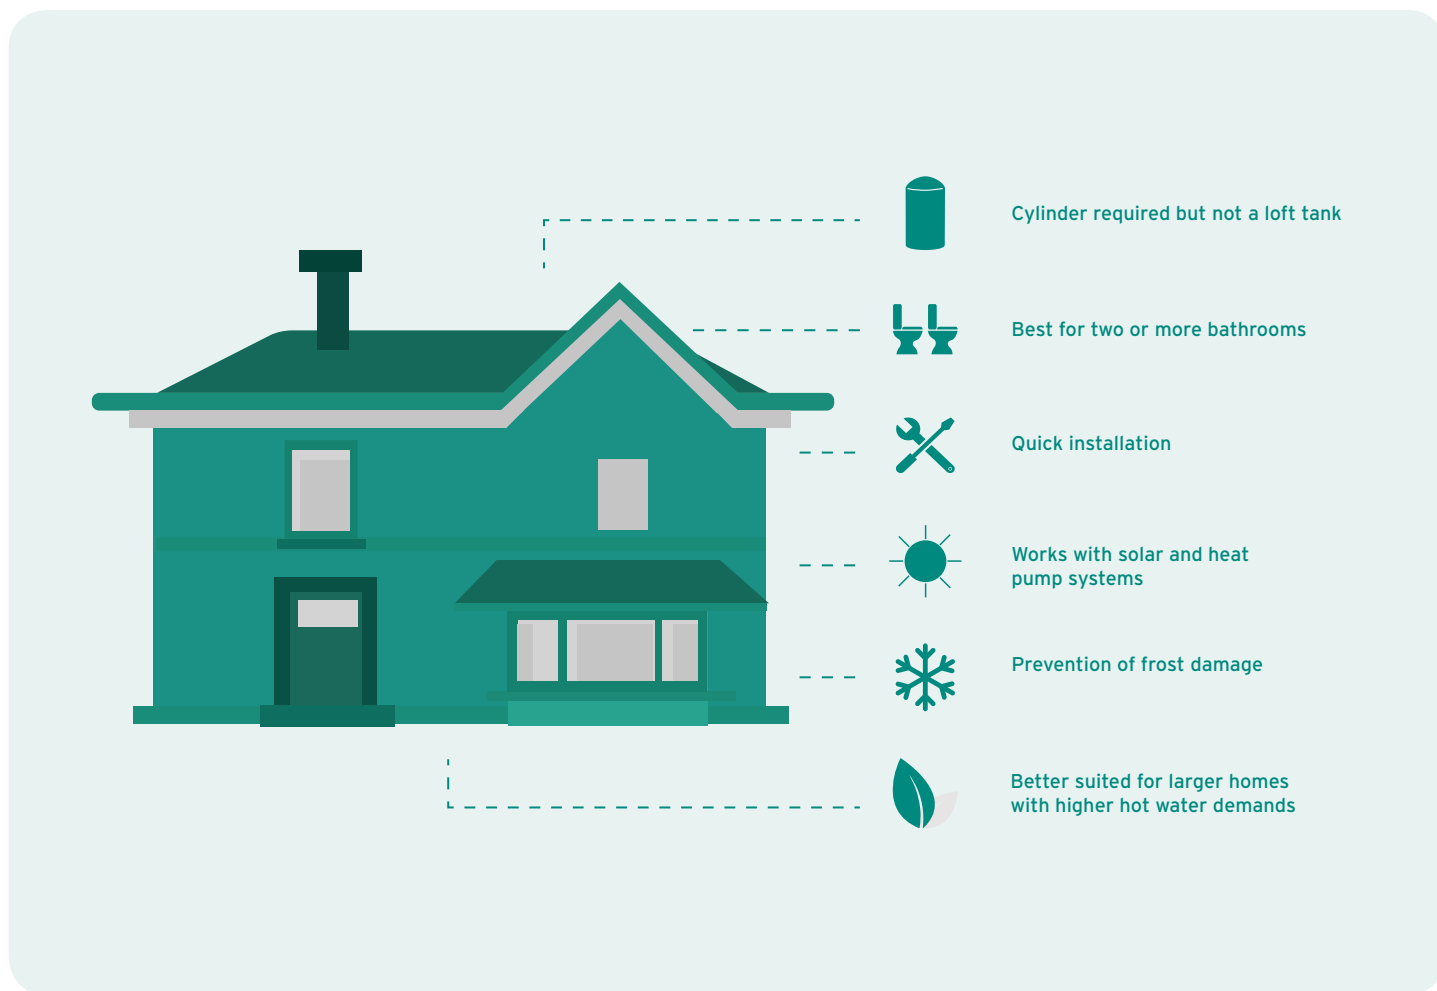 Cylinder required but not a loft tank
Best for two or more bathrooms
Quick installation
Works with solar and heat
pump systems
Prevention of frost damage
Better suited for larger homes
with higher hot water demands